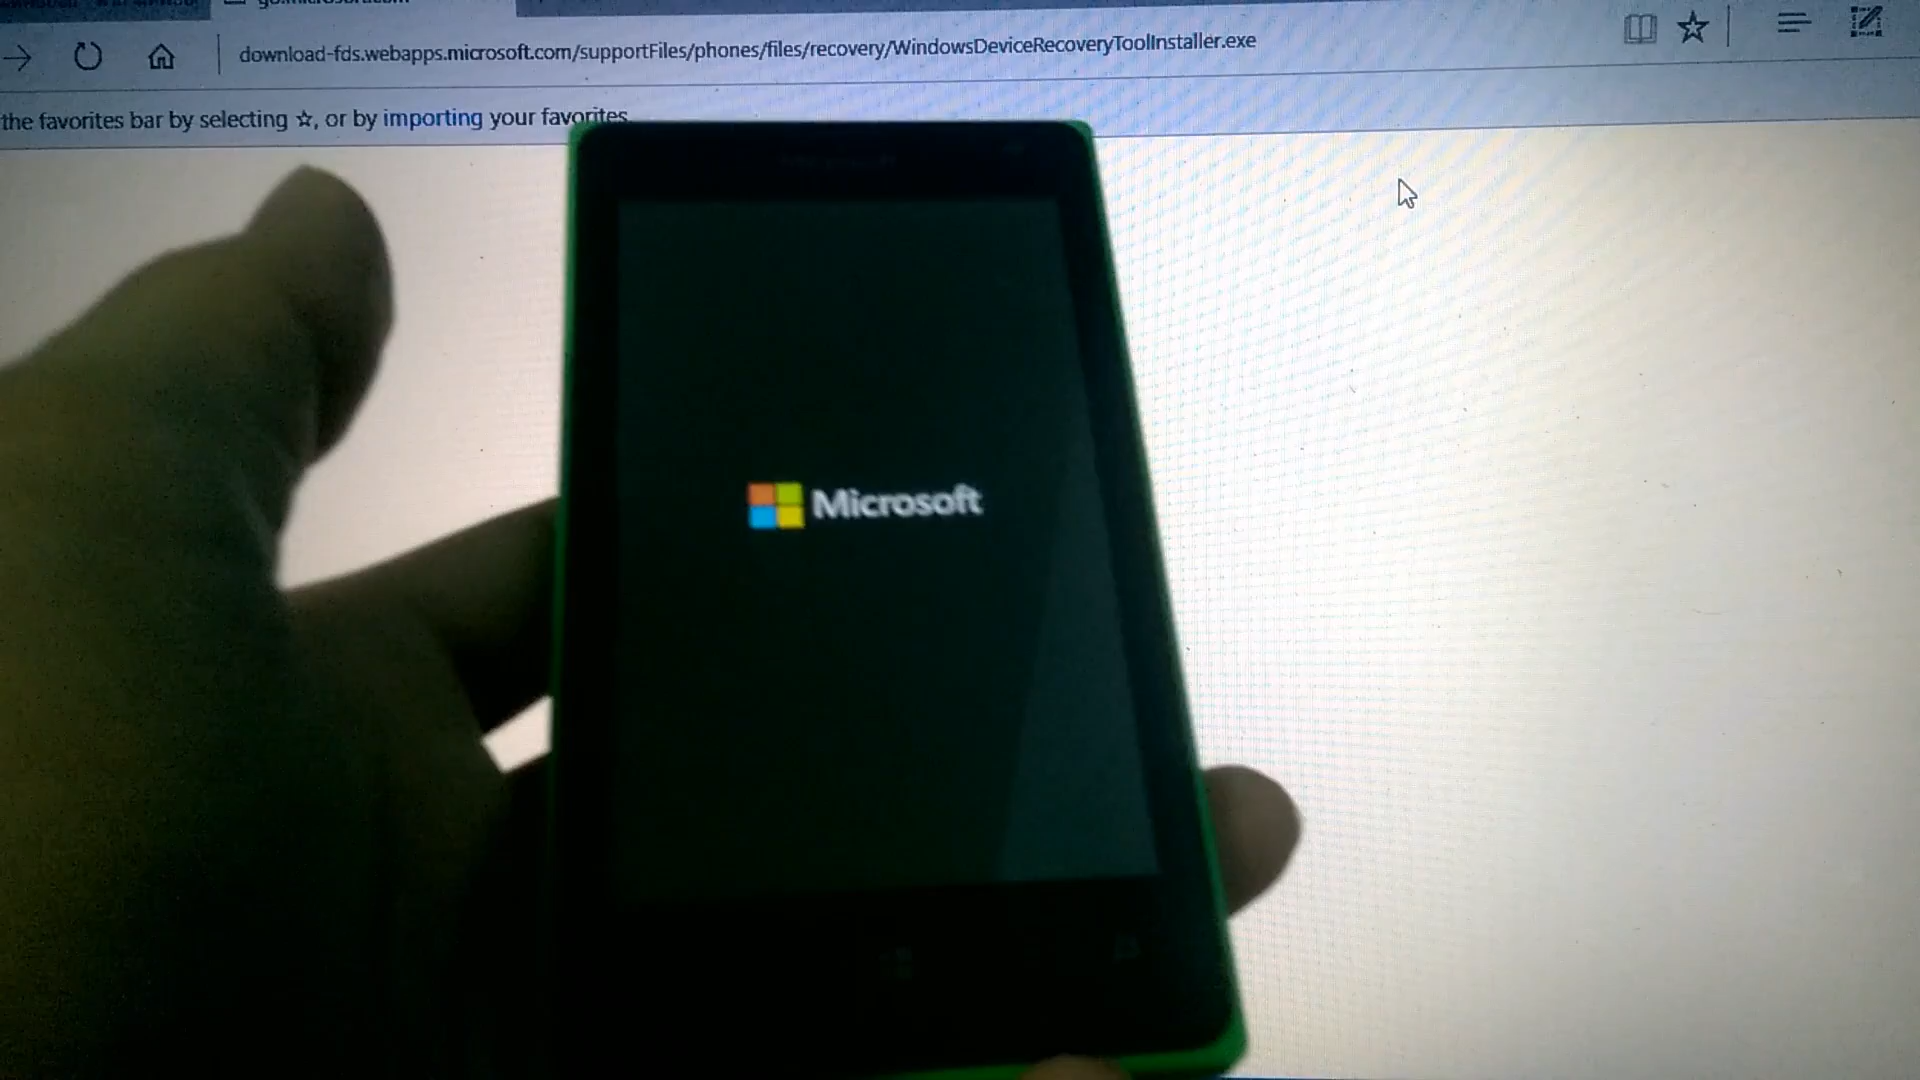 download-fds.webapps.microsoft.com/supportFiles/phones/files/recovery/WindowsDeviceRecoveryToolInstaller.exe
the favorites bar by selecting ☆, or by importing your favorites.
Microsoft